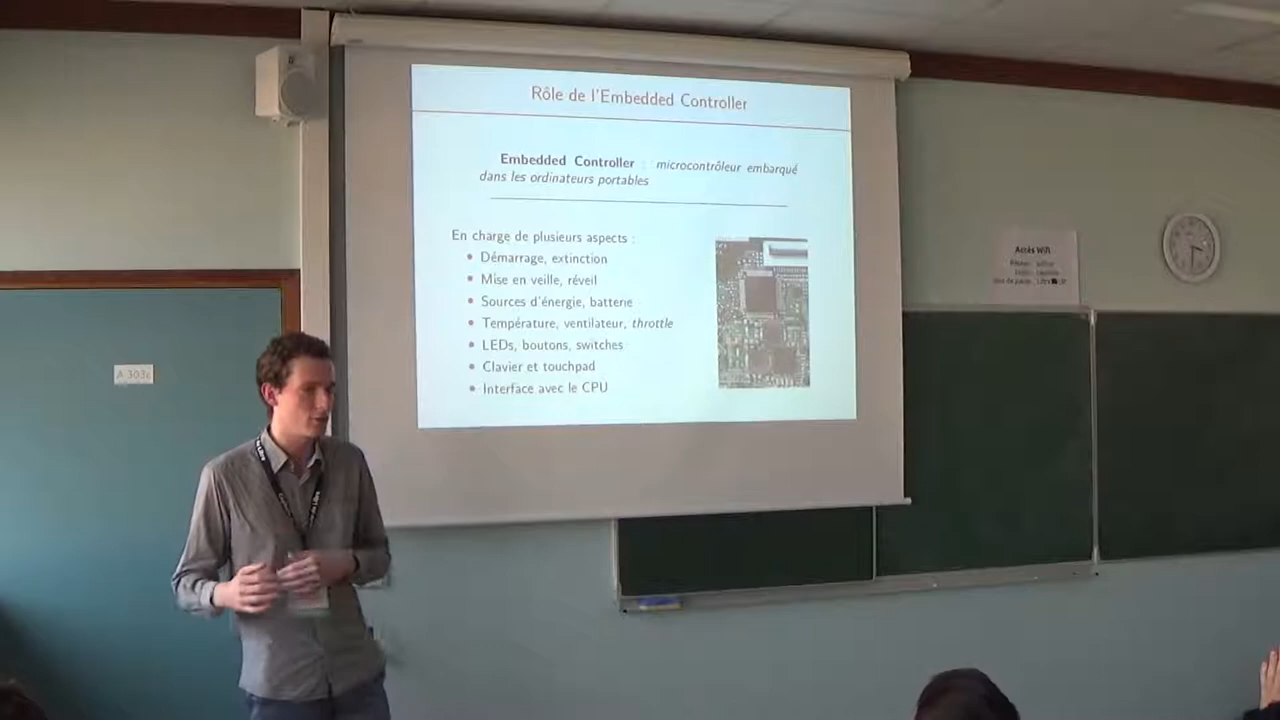 Rôle de l'Embedded Controller
Embedded Controller : microcontrôleur embarqué
dans les ordinateurs portables
En charge de plusieurs aspects :
• Démarrage, extinction
• Mise en veille, réveil
• Sources d'énergie, batterie
• Température, ventilateur, throttle
• LEDs, boutons, switches
• Clavier et touchpad
• Interface avec le CPU
Accès Wifi
A 303c